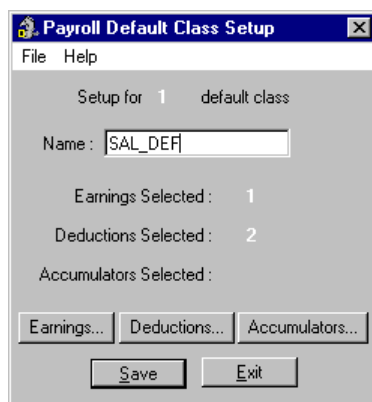 Payroll Default Class Setup
File Help
Setup for 1 default class
Name : SAL_DEF
Earnings Selected : 1
Deductions Selected : 2
Accumulators Selected :
Earnings... Deductions... Accumulators...
Save Exit